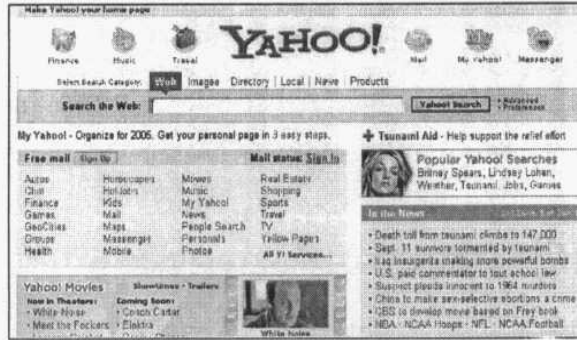 Make Yahoo! your home page
YAHOO!
Finance Music Travel Mail My Yahoo! Messenger
Select Search Category: Web Images Directory | Local | News | Products
Search the Web: Yahoo! Search • Advanced
• Preferences
My Yahoo! - Organize for 2005. Get your personal page in 3 easy steps.
Free mail Sign Up Mail status: Sign In
Autos Horoscopes Movies Real Estate
Chat HotJobs Music Shopping
Finance Kids My Yahoo! Sports
Games Mail News Travel
GeoCities Maps People Search TV
Groups Messenger Personals Yellow Pages
Health Mobile Photos All Y! Services...
Yahoo! Movies Showtimes - Trailers
Now in Theaters: Coming Soon:
• White Noise • Coach Carter
• Meet the Fockers • Elektra
White Noise
Tsunami Aid - Help support the relief effort
Popular Yahoo! Searches
Britney Spears, Lindsey Lohan,
Weather, Tsunami, Jobs, Games
In the News
• Death toll from tsunami climbs to 147,000
• Sept. 11 survivors tormented by tsunami
• Iraq insurgents making more powerful bombs
• U.S. paid commentator to tout school law
• Suspect pleads innocent to 1964 murders
• China to make sex-selective abortions a crime
• CBS to develop movie based on Frey book
• NBA - NCAA Hoops - NFL - NCAA Football